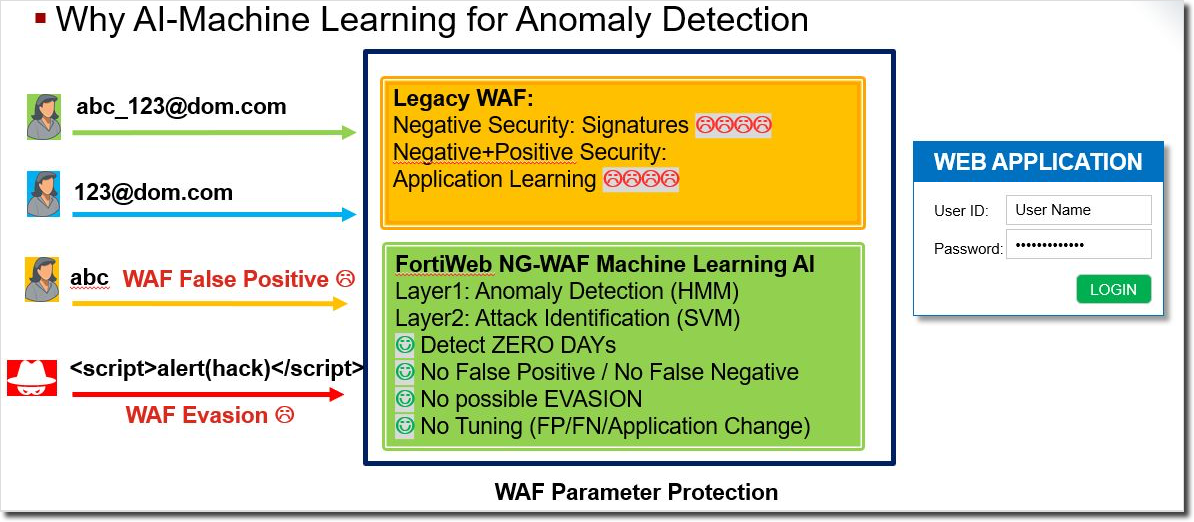 Why AI-Machine Learning for Anomaly Detection
abc_123@dom.com
123@dom.com
abc WAF False Positive ☹
<script>alert(hack)</script>
WAF Evasion ☹
Legacy WAF:
Negative Security: Signatures ☹☹☹☹
Negative+Positive Security:
Application Learning ☹☹☹☹
FortiWeb NG-WAF Machine Learning AI
Layer1: Anomaly Detection (HMM)
Layer2: Attack Identification (SVM)
☺ Detect ZERO DAYs
☺ No False Positive / No False Negative
☺ No possible EVASION
☺ No Tuning (FP/FN/Application Change)
WAF Parameter Protection
WEB APPLICATION
User ID: User Name
Password: •••••••••••••
LOGIN